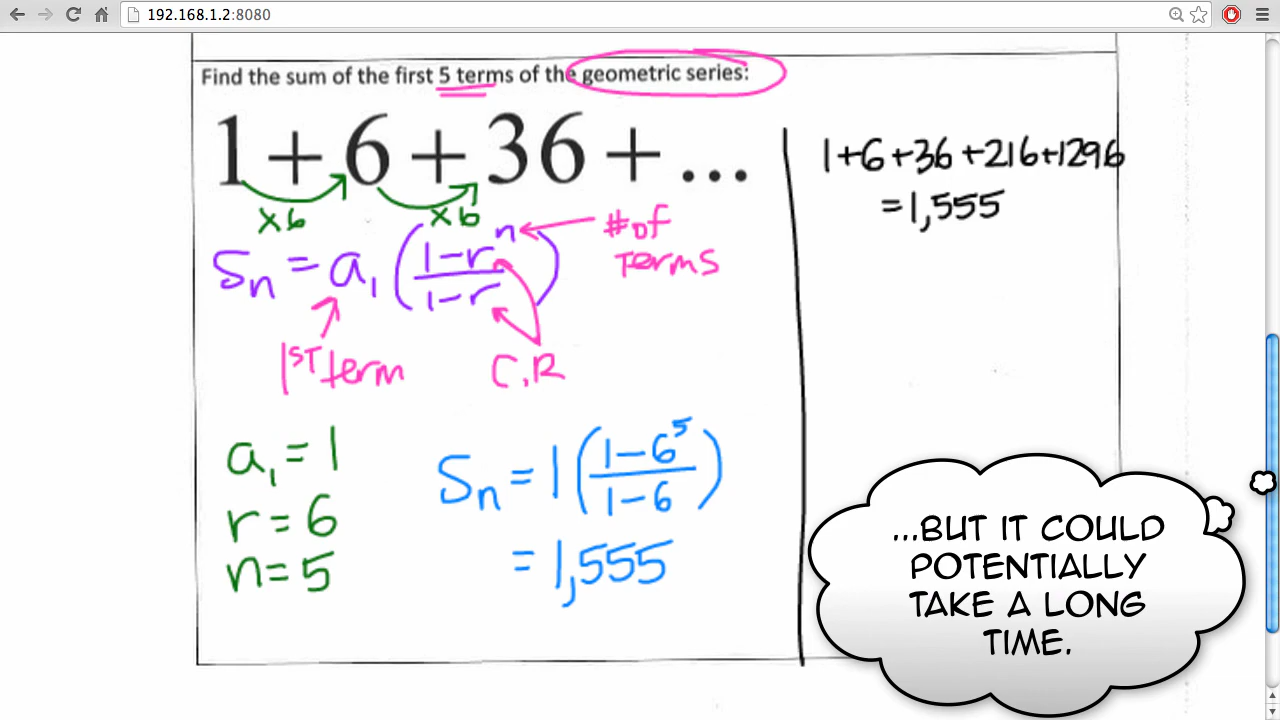 192.168.1.2:8080
Find the sum of the first 5 terms of the geometric series:
1 + 6 + 36 + ...
x6 x6
Sn = a1 (1-r^n / 1-r)
# of
Terms
1ST term
C.R
a1 = 1
r = 6
n = 5
Sn = 1 (1-6^5 / 1-6)
= 1,555
1+6+36+216+1296
= 1,555
...BUT IT COULD
POTENTIALLY
TAKE A LONG
TIME.